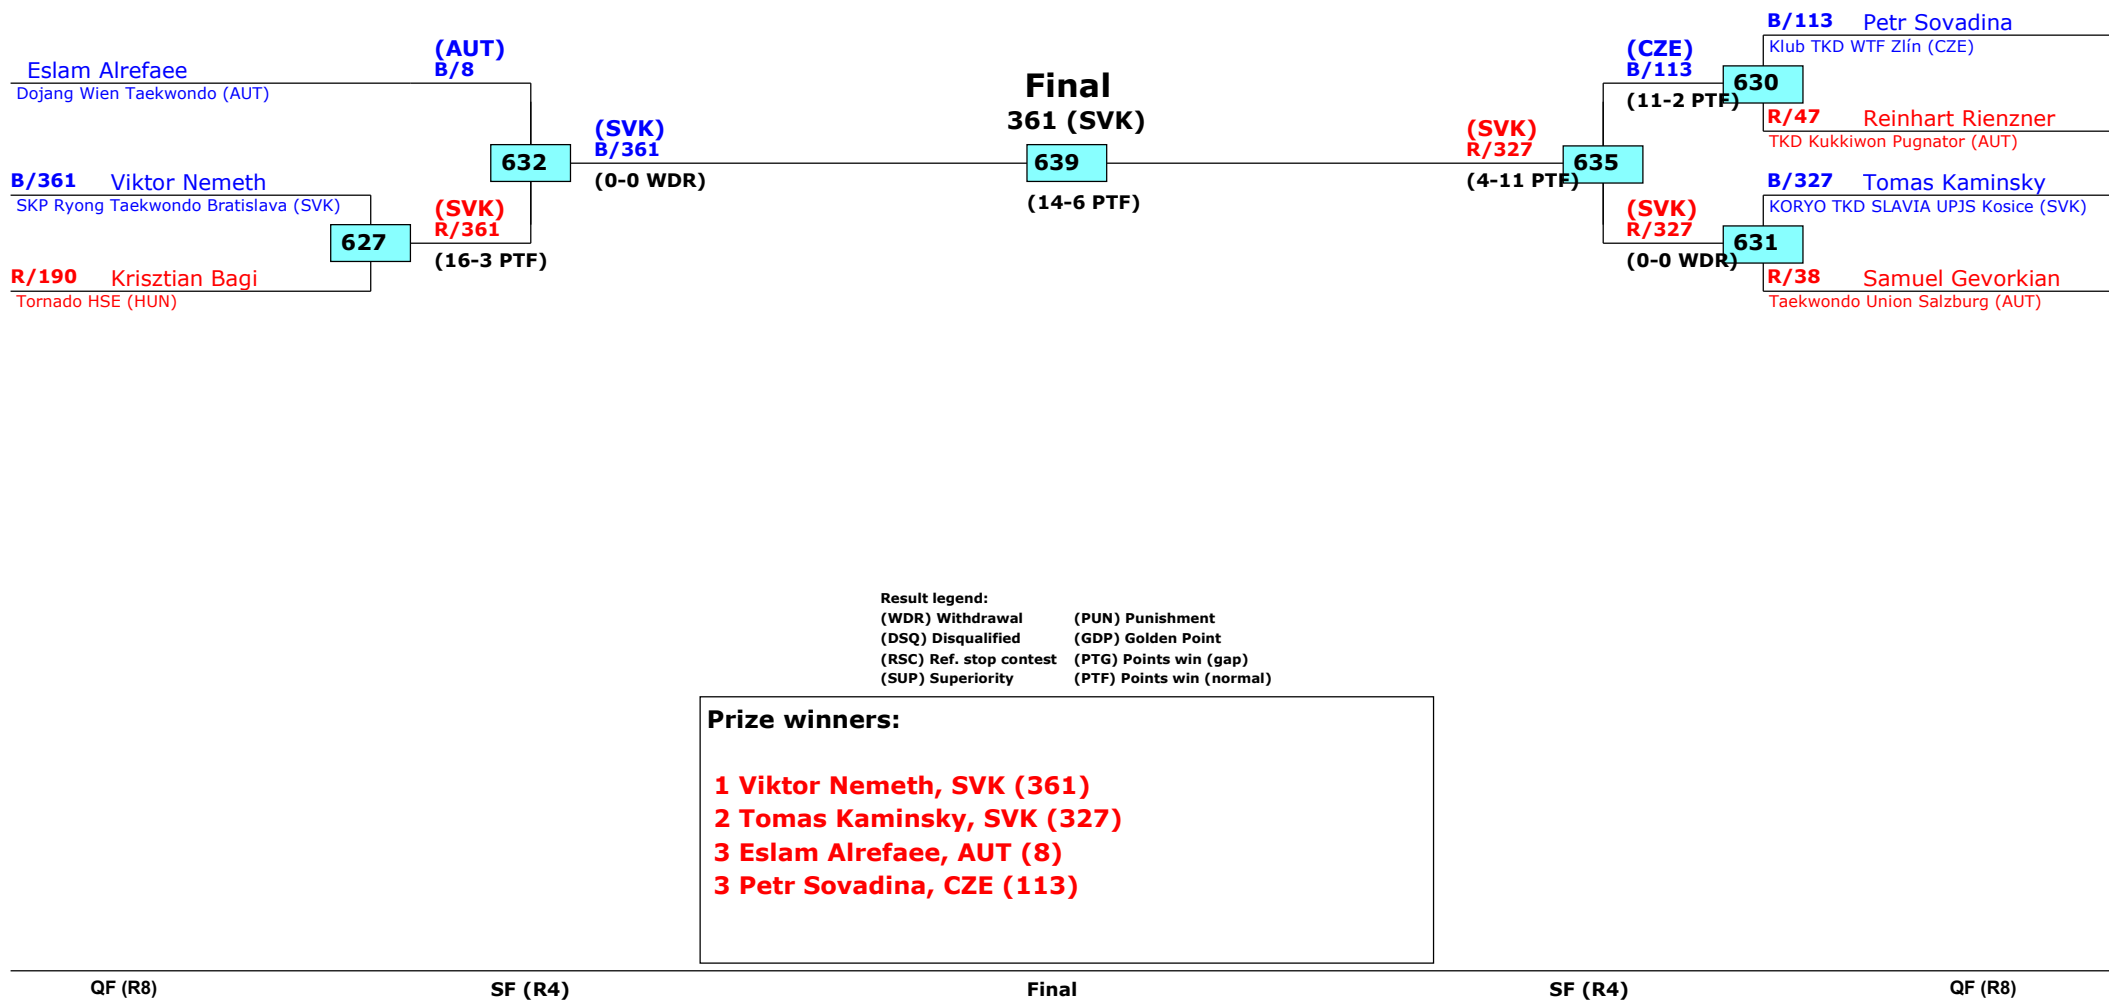 Eslam Alrefaee
Dojang Wien Taekwondo (AUT)
B/361 Viktor Nemeth
SKP Ryong Taekwondo Bratislava (SVK)
R/190 Krisztian Bagi
Tornado HSE (HUN)
627
(AUT)
B/8
(SVK)
R/361
(16-3 PTF)
632
(SVK)
B/361
(0-0 WDR)
Final
361 (SVK)
639
(14-6 PTF)
(SVK)
R/327
(4-11 PTF)
635
(CZE)
B/113
(11-2 PTF)
(SVK)
R/327
(0-0 WDR)
630
631
B/113 Petr Sovadina
Klub TKD WTF Zlín (CZE)
R/47 Reinhart Rienzner
TKD Kukkiwon Pugnator (AUT)
B/327 Tomas Kaminsky
KORYO TKD SLAVIA UPJS Kosice (SVK)
R/38 Samuel Gevorkian
Taekwondo Union Salzburg (AUT)
Result legend:
(WDR) Withdrawal (PUN) Punishment
(DSQ) Disqualified (GDP) Golden Point
(RSC) Ref. stop contest (PTG) Points win (gap)
(SUP) Superiority (PTF) Points win (normal)
Prize winners:
1 Viktor Nemeth, SVK (361)
2 Tomas Kaminsky, SVK (327)
3 Eslam Alrefaee, AUT (8)
3 Petr Sovadina, CZE (113)
QF (R8) SF (R4) Final SF (R4) QF (R8)